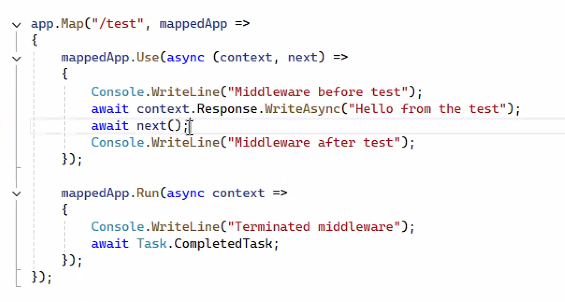 app.Map("/test", mappedApp =>
{
    mappedApp.Use(async (context, next) =>
    {
        Console.WriteLine("Middleware before test");
        await context.Response.WriteAsync("Hello from the test");
        await next();
        Console.WriteLine("Middleware after test");
    });

    mappedApp.Run(async context =>
    {
        Console.WriteLine("Terminated middleware");
        await Task.CompletedTask;
    });
});